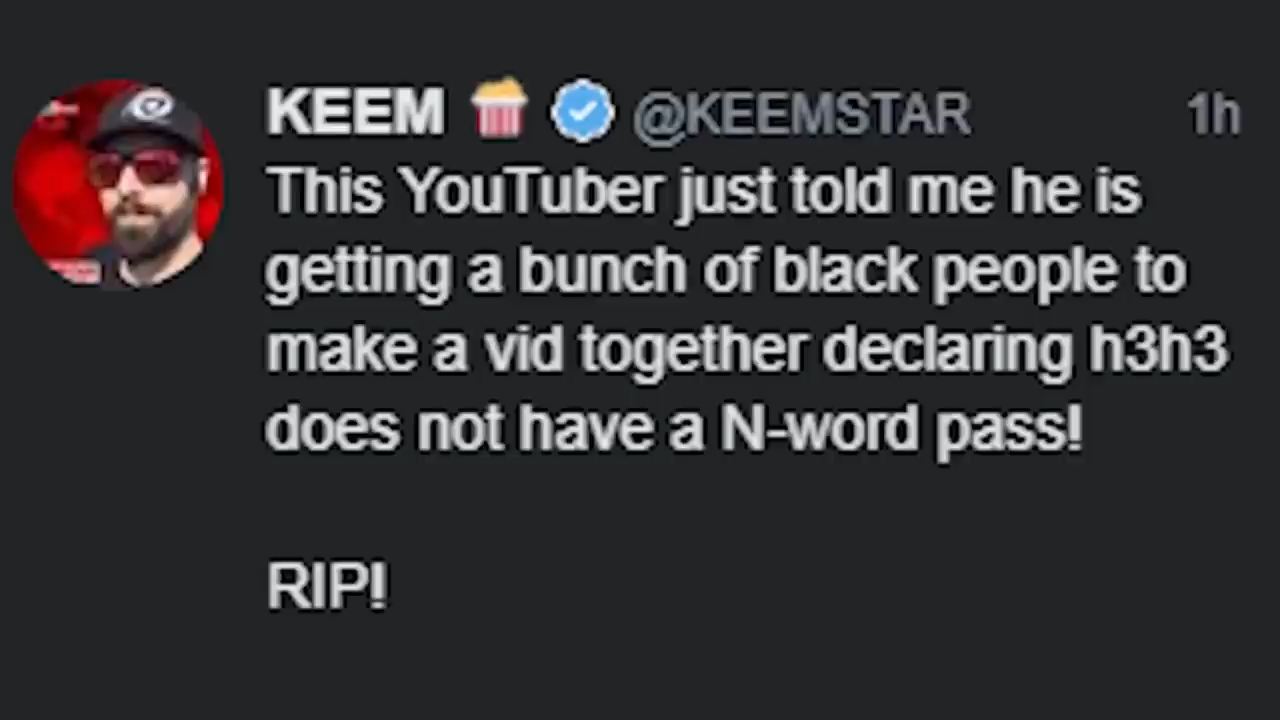 KEEM 🍿 @KEEMSTAR 1h
This YouTuber just told me he is
getting a bunch of black people to
make a vid together declaring h3h3
does not have a N-word pass!
RIP!